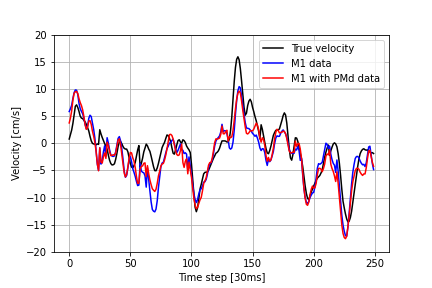 20
15
10
5
0
−5
−10
−15
−20
Velocity [cm/s]
True velocity
M1 data
M1 with PMd data
0 50 100 150 200 250
Time step [30ms]